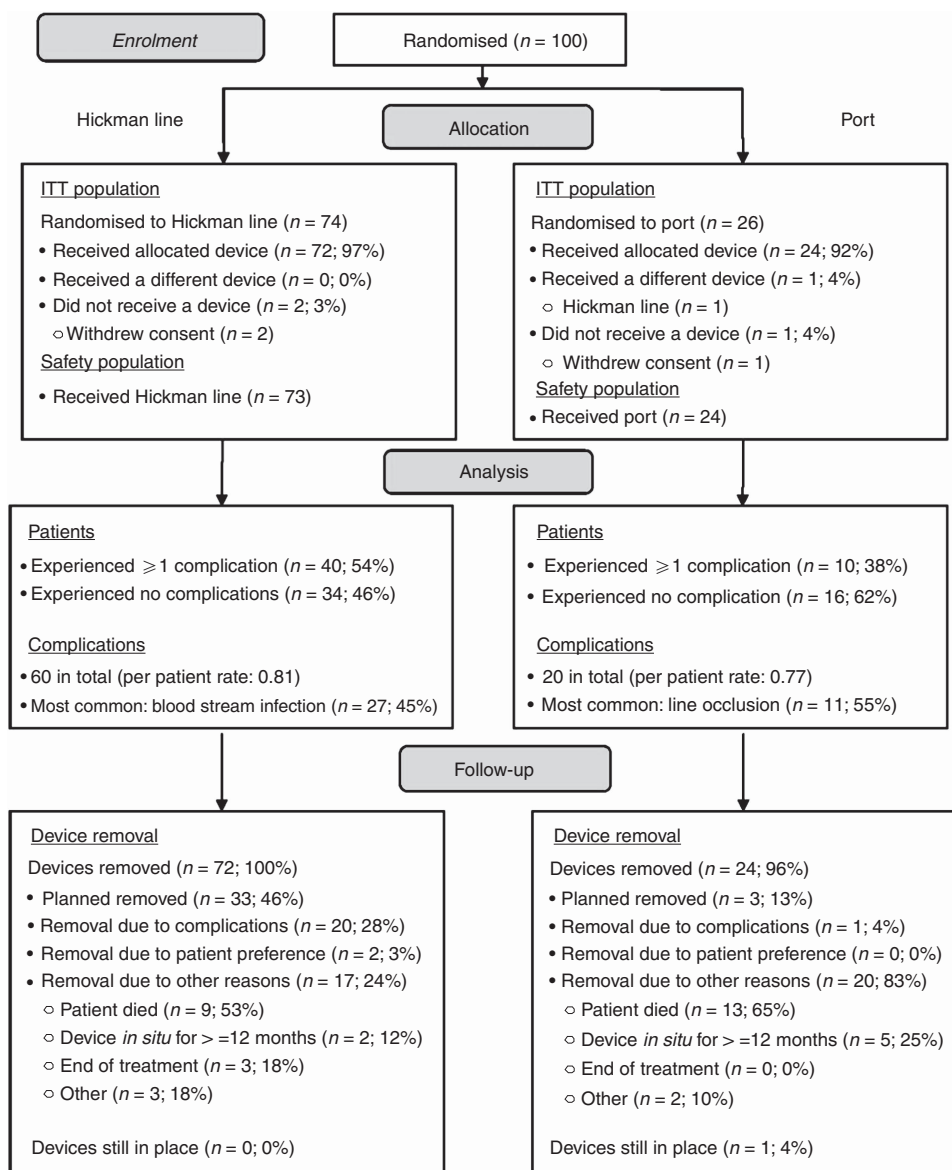 Enrolment
Randomised (n = 100)
Hickman line
Allocation
Port
ITT population
Randomised to Hickman line (n = 74)
• Received allocated device (n = 72; 97%)
• Received a different device (n = 0; 0%)
• Did not receive a device (n = 2; 3%)
○ Withdrew consent (n = 2)
Safety population
• Received Hickman line (n = 73)
ITT population
Randomised to port (n = 26)
• Received allocated device (n = 24; 92%)
• Received a different device (n = 1; 4%)
○ Hickman line (n = 1)
• Did not receive a device (n = 1; 4%)
○ Withdrew consent (n = 1)
Safety population
• Received port (n = 24)
Analysis
Patients
• Experienced ⩾1 complication (n = 40; 54%)
• Experienced no complications (n = 34; 46%)
Complications
• 60 in total (per patient rate: 0.81)
• Most common: blood stream infection (n = 27; 45%)
Patients
• Experienced ⩾1 complication (n = 10; 38%)
• Experienced no complication (n = 16; 62%)
Complications
• 20 in total (per patient rate: 0.77)
• Most common: line occlusion (n = 11; 55%)
Follow-up
Device removal
Devices removed (n = 72; 100%)
• Planned removed (n = 33; 46%)
• Removal due to complications (n = 20; 28%)
• Removal due to patient preference (n = 2; 3%)
• Removal due to other reasons (n = 17; 24%)
○ Patient died (n = 9; 53%)
○ Device in situ for > =12 months (n = 2; 12%)
○ End of treatment (n = 3; 18%)
○ Other (n = 3; 18%)
Devices still in place (n = 0; 0%)
Device removal
Devices removed (n = 24; 96%)
• Planned removed (n = 3; 13%)
• Removal due to complications (n = 1; 4%)
• Removal due to patient preference (n = 0; 0%)
• Removal due to other reasons (n = 20; 83%)
○ Patient died (n = 13; 65%)
○ Device in situ for > =12 months (n = 5; 25%)
○ End of treatment (n = 0; 0%)
○ Other (n = 2; 10%)
Devices still in place (n = 1; 4%)